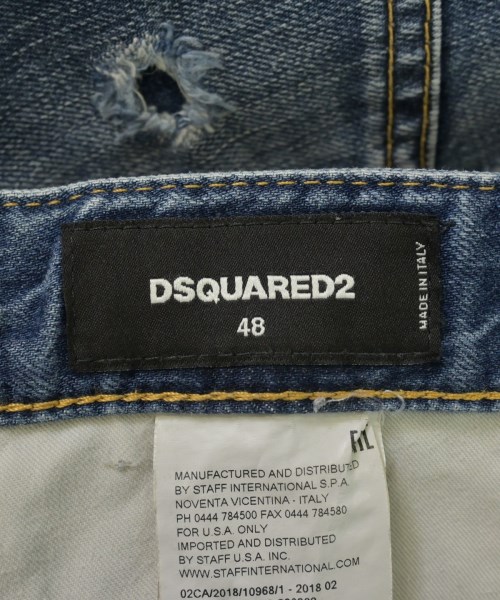 DSQUARED2
48
MADE IN ITALY
RL
MANUFACTURED AND DISTRIBUTED
BY STAFF INTERNATIONAL S.P.A.
NOVENTA VICENTINA - ITALY
PH 0444 784500 FAX 0444 784580
FOR U.S.A. ONLY
IMPORTED AND DISTRIBUTED
BY STAFF U.S.A. INC.
WWW.STAFFINTERNATIONAL.COM
02CA/2018/10968/1 - 2018 02